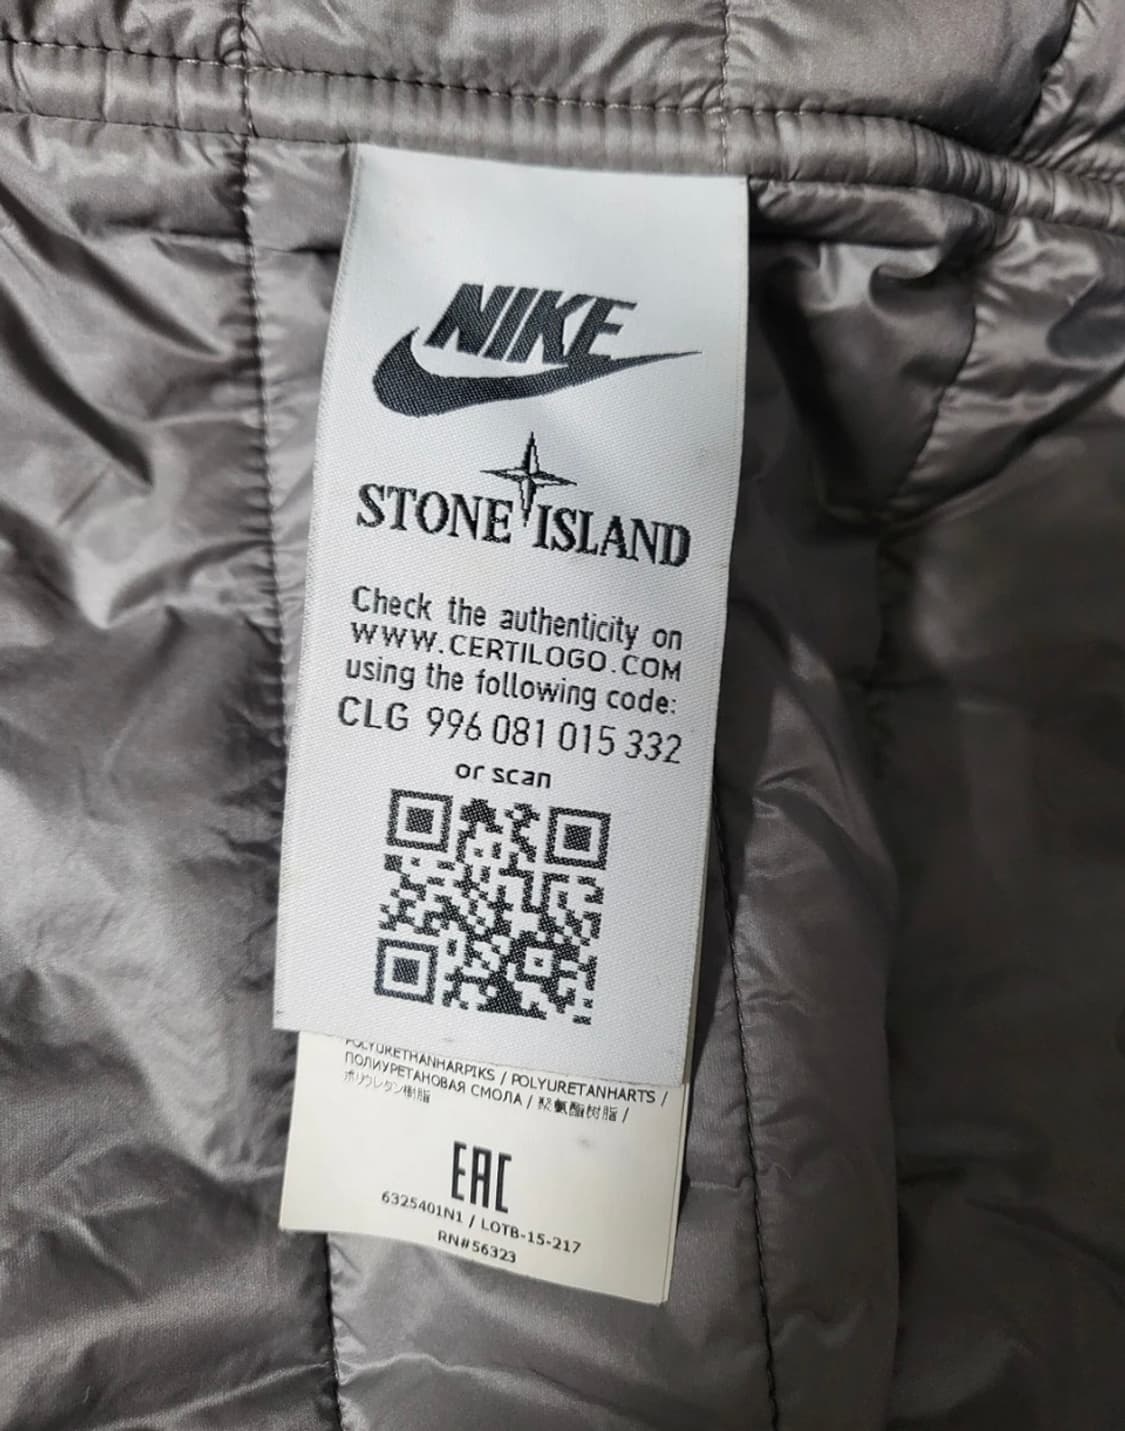 NIKE
STONE ISLAND
Check the authenticity on
WWW.CERTILOGO.COM
using the following code:
CLG 996 081 015 332
or scan
POLYURETHANHARPIKS / POLYURETANHARTS /
ПОЛИУРЕТАНОВАЯ СМОЛА / 聚氨酯树脂 /
ポリウレタン樹脂
EAC
6325401N1 / LOTB-15-217
RN#56323